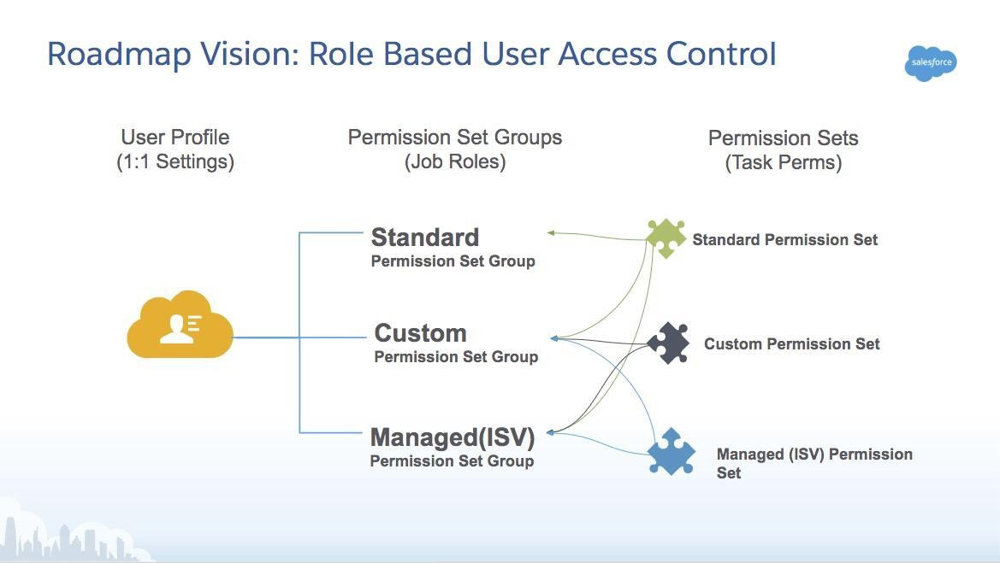 Roadmap Vision: Role Based User Access Control
salesforce
User Profile
(1:1 Settings)
Permission Set Groups
(Job Roles)
Permission Sets
(Task Perms)
Standard
Permission Set Group
Standard Permission Set
Custom
Permission Set Group
Custom Permission Set
Managed(ISV)
Permission Set Group
Managed (ISV) Permission
Set